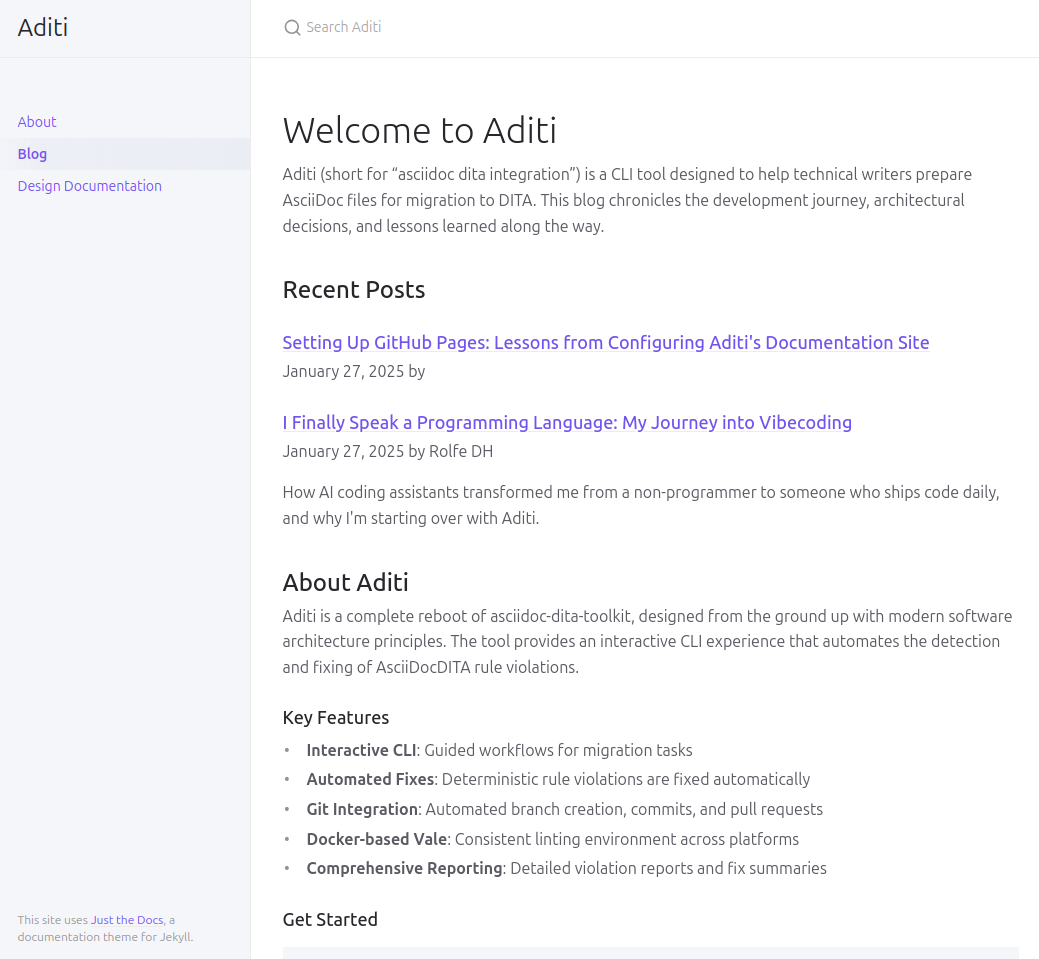 Aditi
Search Aditi
About
Blog
Design Documentation
Welcome to Aditi
Aditi (short for “asciidoc dita integration”) is a CLI tool designed to help technical writers prepare
AsciiDoc files for migration to DITA. This blog chronicles the development journey, architectural
decisions, and lessons learned along the way.
Recent Posts
Setting Up GitHub Pages: Lessons from Configuring Aditi's Documentation Site
January 27, 2025 by
I Finally Speak a Programming Language: My Journey into Vibecoding
January 27, 2025 by Rolfe DH
How AI coding assistants transformed me from a non-programmer to someone who ships code daily,
and why I'm starting over with Aditi.
About Aditi
Aditi is a complete reboot of asciidoc-dita-toolkit, designed from the ground up with modern software
architecture principles. The tool provides an interactive CLI experience that automates the detection
and fixing of AsciiDocDITA rule violations.
Key Features
• Interactive CLI: Guided workflows for migration tasks
• Automated Fixes: Deterministic rule violations are fixed automatically
• Git Integration: Automated branch creation, commits, and pull requests
• Docker-based Vale: Consistent linting environment across platforms
• Comprehensive Reporting: Detailed violation reports and fix summaries
Get Started
This site uses Just the Docs, a
documentation theme for Jekyll.